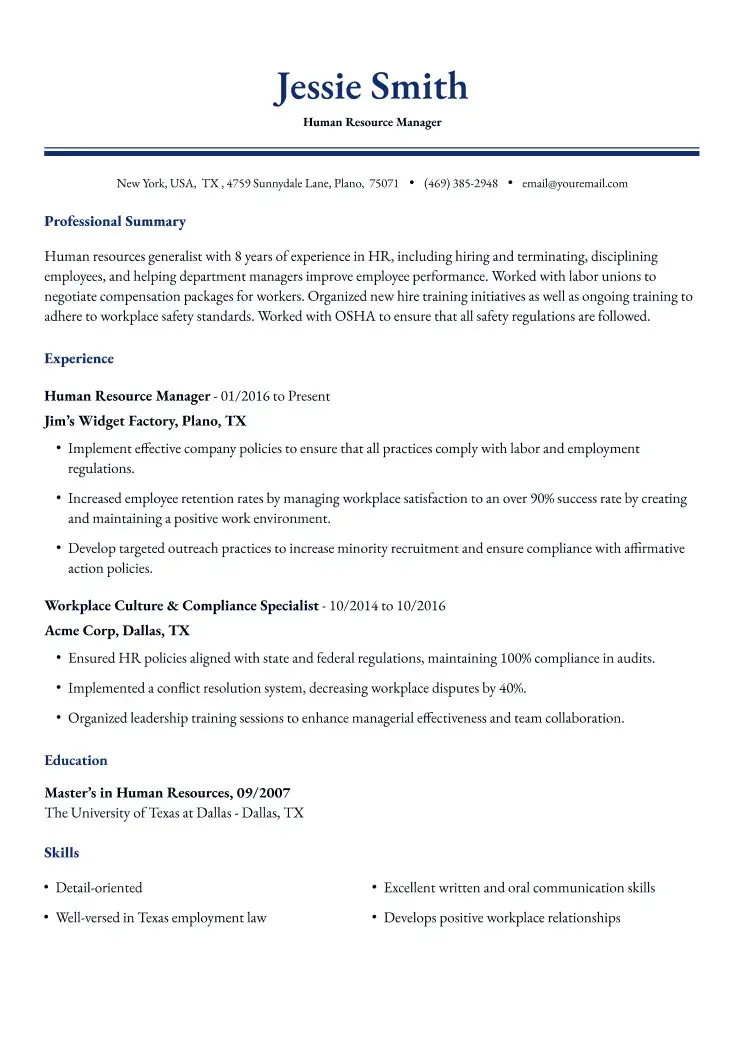 Jessie Smith
Human Resource Manager
New York, USA,  TX , 4759 Sunnydale Lane, Plano,  75071 • (469) 385-2948 • email@youremail.com
Professional Summary
Human resources generalist with 8 years of experience in HR, including hiring and terminating, disciplining
employees, and helping department managers improve employee performance. Worked with labor unions to
negotiate compensation packages for workers. Organized new hire training initiatives as well as ongoing training to
adhere to workplace safety standards. Worked with OSHA to ensure that all safety regulations are followed.
Experience
Human Resource Manager - 01/2016 to Present
Jim’s Widget Factory, Plano, TX
• Implement effective company policies to ensure that all practices comply with labor and employment
regulations.
• Increased employee retention rates by managing workplace satisfaction to an over 90% success rate by creating
and maintaining a positive work environment.
• Develop targeted outreach practices to increase minority recruitment and ensure compliance with affirmative
action policies.
Workplace Culture & Compliance Specialist - 10/2014 to 10/2016
Acme Corp, Dallas, TX
• Ensured HR policies aligned with state and federal regulations, maintaining 100% compliance in audits.
• Implemented a conflict resolution system, decreasing workplace disputes by 40%.
• Organized leadership training sessions to enhance managerial effectiveness and team collaboration.
Education
Master’s in Human Resources, 09/2007
The University of Texas at Dallas - Dallas, TX
Skills
• Detail-oriented
• Well-versed in Texas employment law
• Excellent written and oral communication skills
• Develops positive workplace relationships